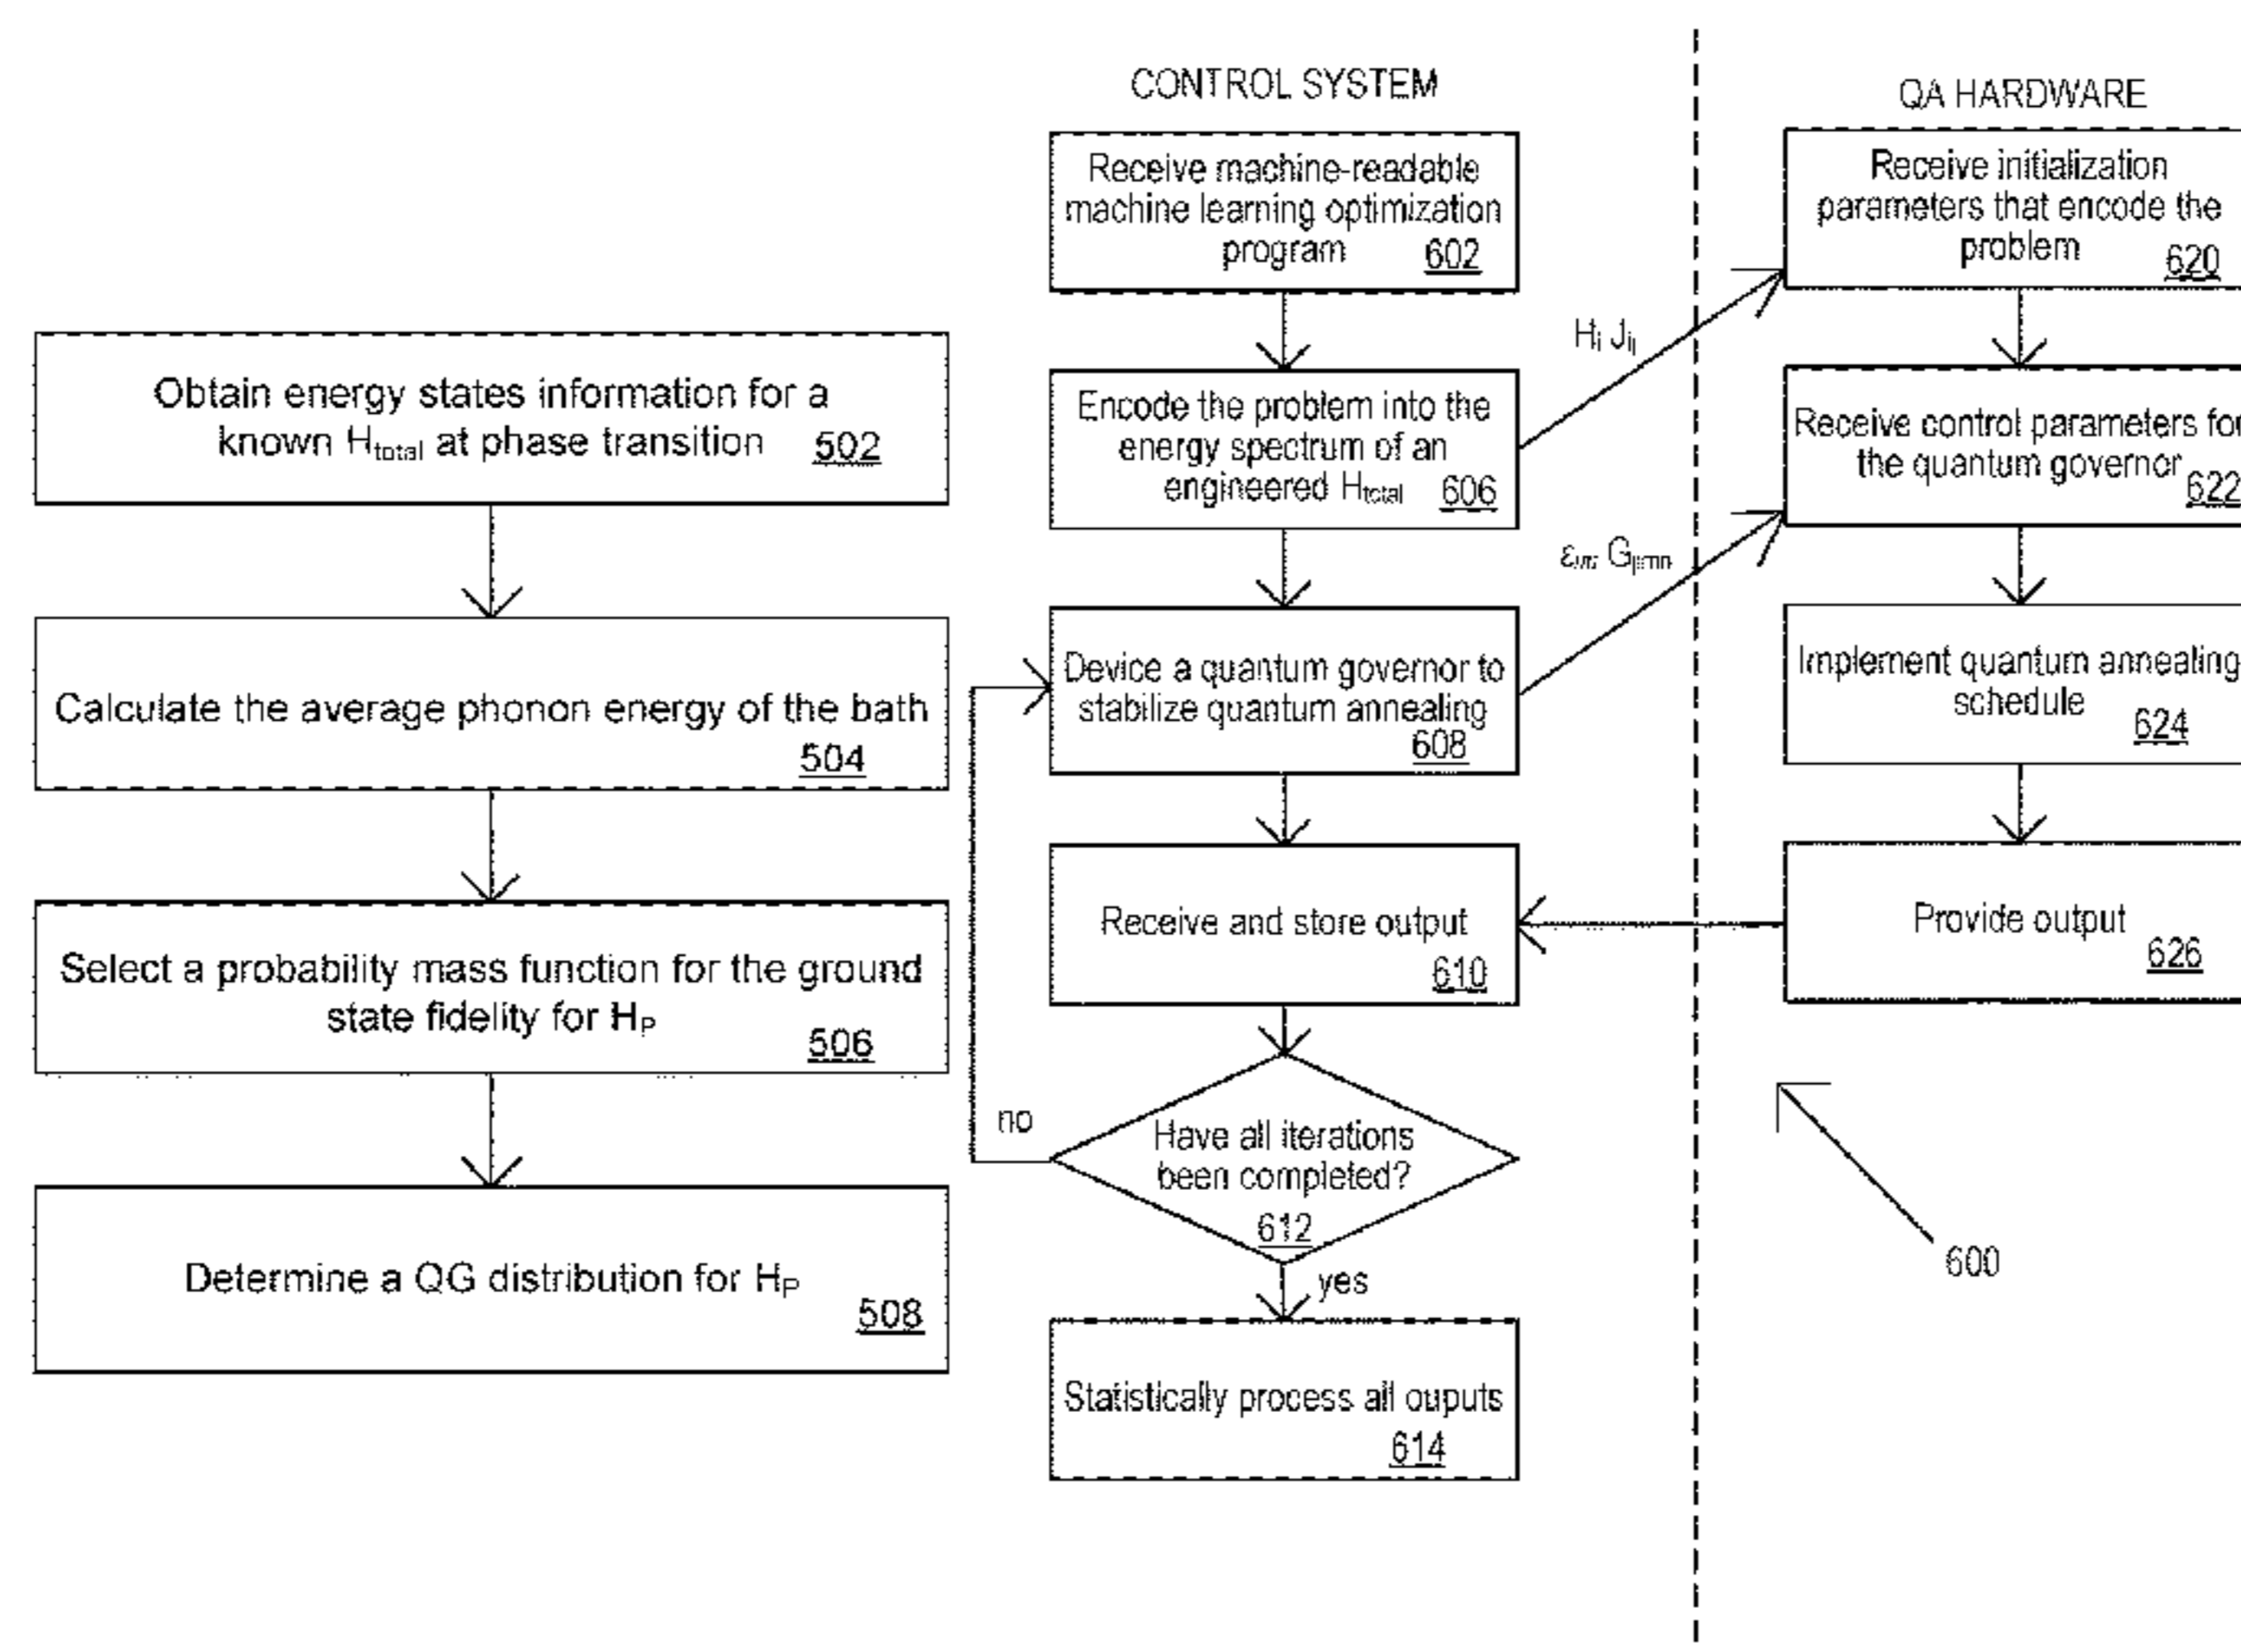 Obtain energy states information for a
known Htotal at phase transition 502
Calculate the average phonon energy of the bath
504
Select a probability mass function for the ground
state fidelity for HP
506
Determine a QG distribution for HP
508
CONTROL SYSTEM
Receive machine-readable
machine learning optimization
program 602
Encode the problem into the
energy spectrum of an
engineered Htotal 606
Device a quantum governor to
stabilize quantum annealing
608
Receive and store output
610
Have all iterations
been completed?
612
no
yes
Statistically process all ouputs
614
Hi Jij
QA HARDWARE
Receive initialization
parameters that encode the
problem 620
Receive control parameters for
the quantum governor
622
Implement quantum annealing
schedule
624
Provide output
626
600